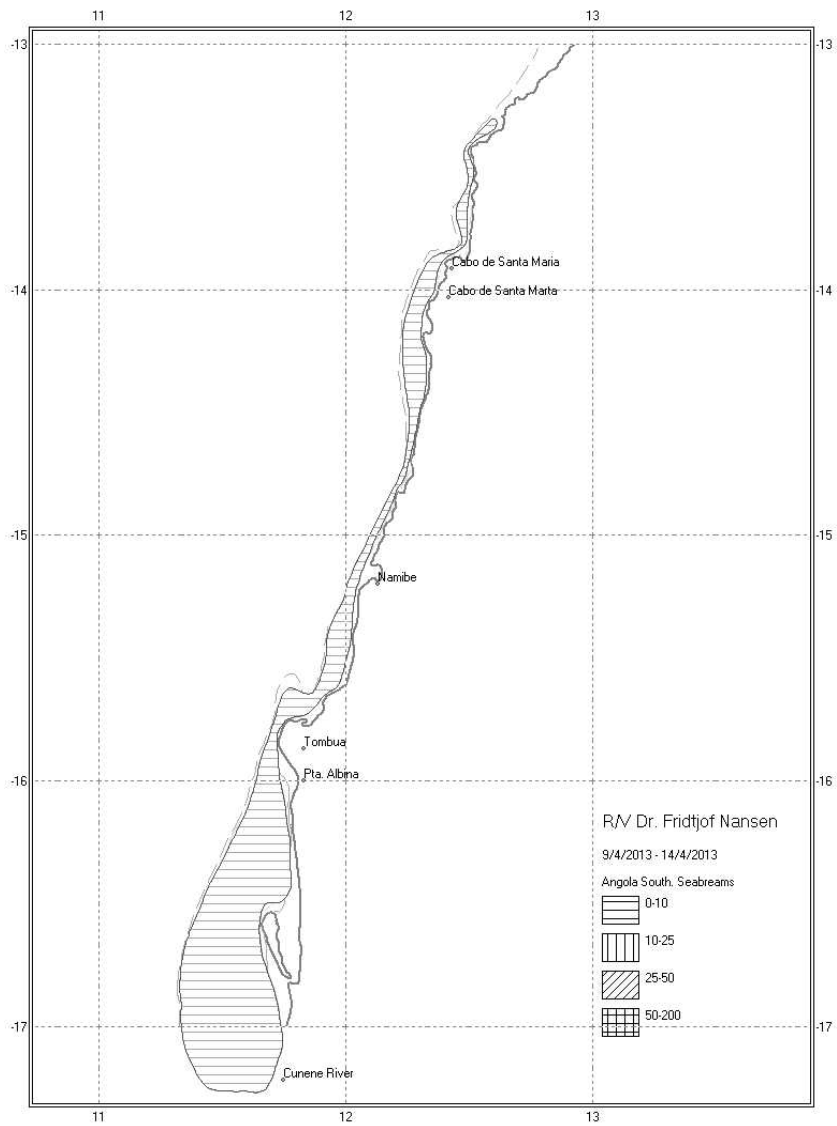 11 12 13
-13 -13
Cabo de Santa Maria
-14 Cabo de Santa Marta -14
-15 -15
Namibe
Tombua
Pta. Albina
-16 -16
R/V Dr. Fridtjof Nansen
9/4/2013 - 14/4/2013
Angola South. Seabreams
0-10
10-25
25-50
50-200
-17 -17
Cunene River
11 12 13